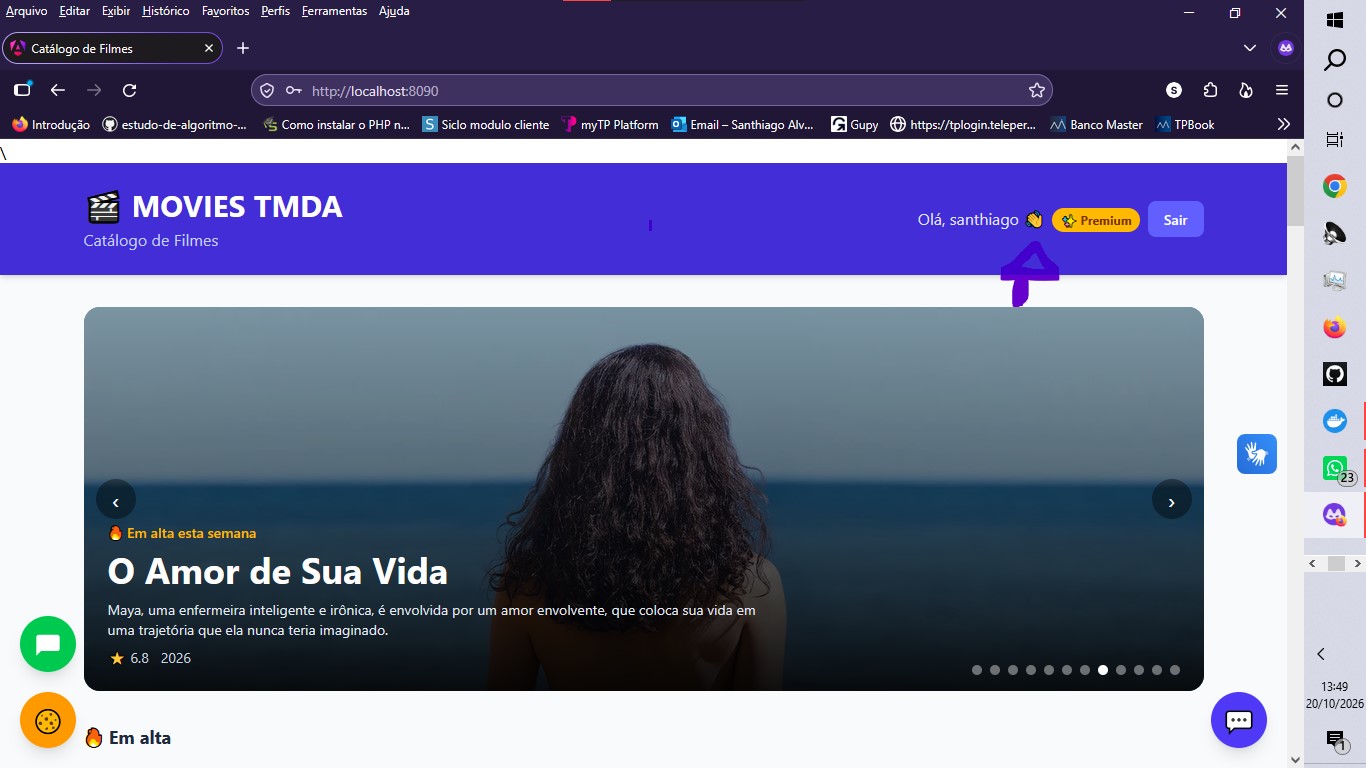 Arquivo Editar Exibir Histórico Favoritos Perfis Ferramentas Ajuda
Catálogo de Filmes
http://localhost:8090
S
Introdução estudo-de-algoritmo-... Como instalar o PHP n... Siclo modulo cliente myTP Platform Email – Santhiago Alv... Gupy https://tplogin.teleper... Banco Master TPBook
\
MOVIES TMDA
Catálogo de Filmes
Olá, santhiago 👋 ✨ Premium Sair
🔥 Em alta esta semana
O Amor de Sua Vida
Maya, uma enfermeira inteligente e irônica, é envolvida por um amor envolvente, que coloca sua vida em
uma trajetória que ela nunca teria imaginado.
⭐ 6.8 2026
🔥 Em alta
23
13:49
20/10/2026
1